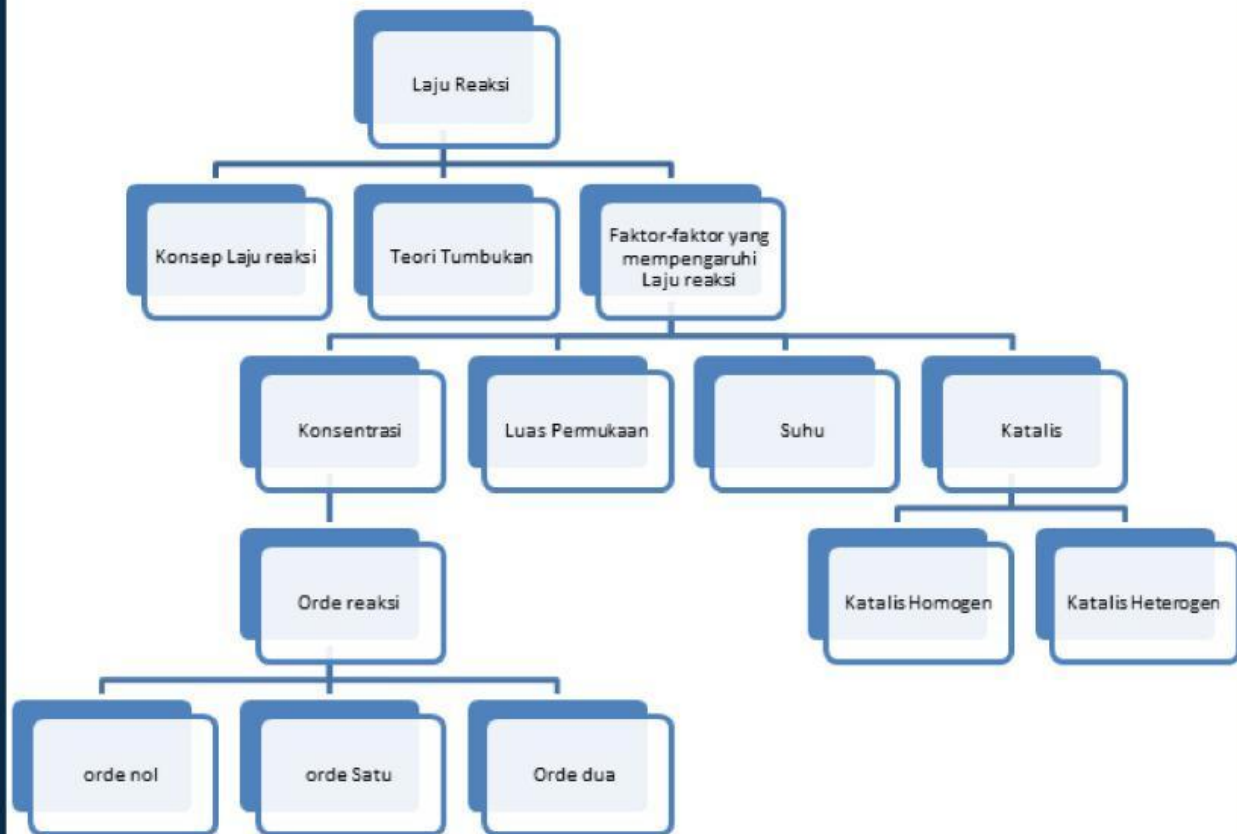 Laju Reaksi
Konsep Laju reaksi
Teori Tumbukan
Faktor-faktor yang
mempengaruhi
Laju reaksi
Konsentrasi
Luas Permukaan
Suhu
Katalis
Orde reaksi
Katalis Homogen
Katalis Heterogen
orde nol
orde Satu
Orde dua